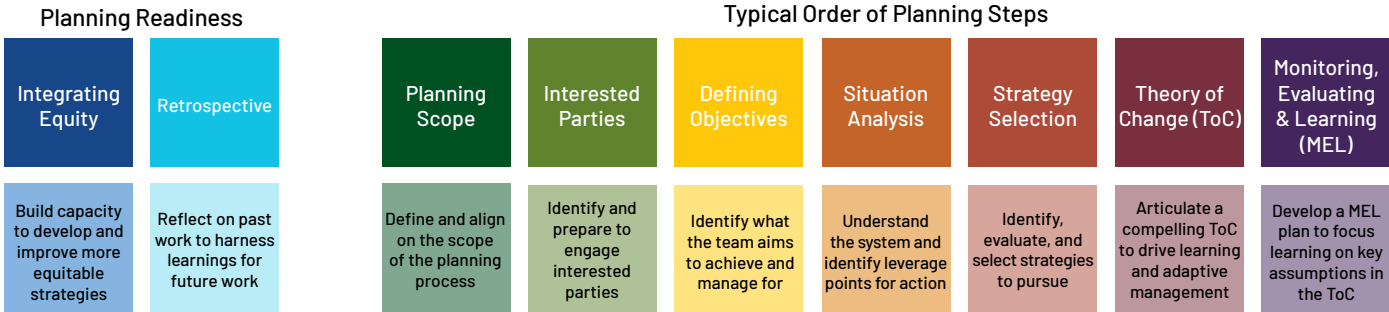 Planning Readiness
Typical Order of Planning Steps
Integrating
Equity
Retrospective
Planning
Scope
Interested
Parties
Defining
Objectives
Situation
Analysis
Strategy
Selection
Theory of
Change (ToC)
Monitoring,
Evaluating
& Learning
(MEL)
Build capacity
to develop and
improve more
equitable
strategies
Reflect on past
work to harness
learnings for
future work
Define and align
on the scope
of the planning
process
Identify and
prepare to
engage
interested
parties
Identify what
the team aims
to achieve and
manage for
Understand
the system and
identify leverage
points for action
Identify,
evaluate, and
select strategies
to pursue
Articulate a
compelling ToC
to drive learning
and adaptive
management
Develop a MEL
plan to focus
learning on key
assumptions in
the ToC